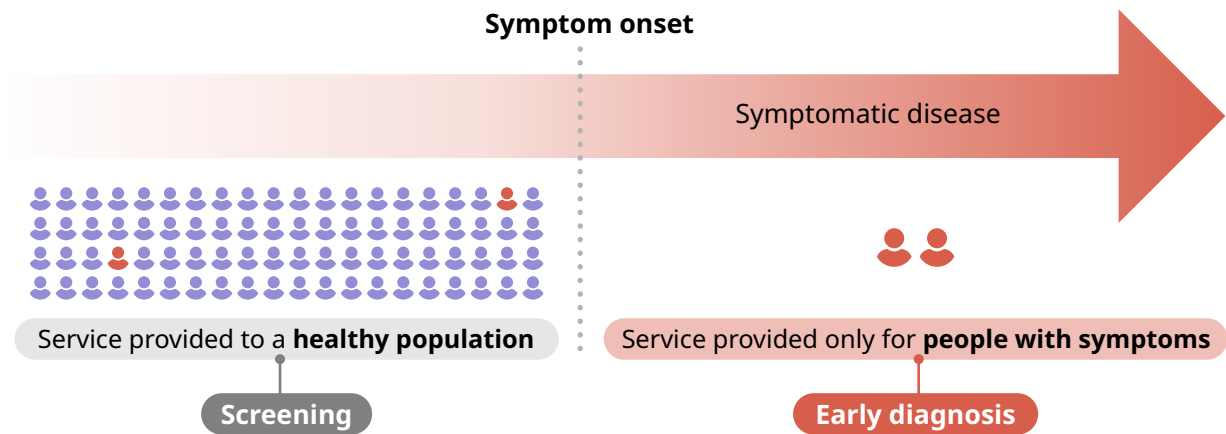 Symptom onset
Symptomatic disease
Service provided to a healthy population
Service provided only for people with symptoms
Screening
Early diagnosis